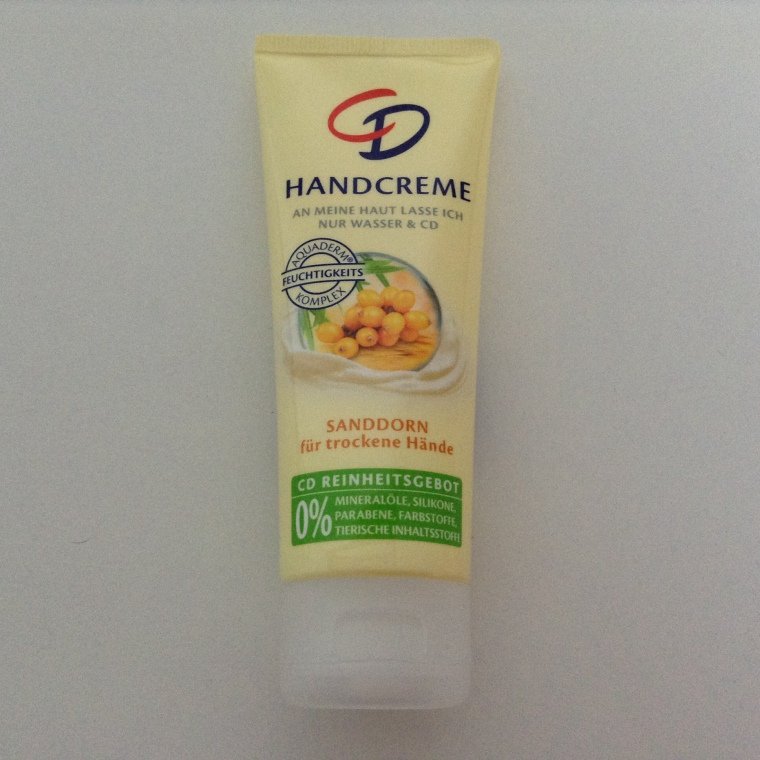 CD
HANDCREME
AN MEINE HAUT LASSE ICH
NUR WASSER & CD
AQUADERM®
FEUCHTIGKEITS
KOMPLEX
SANDDORN
für trockene Hände
CD REINHEITSGEBOT
0% MINERALÖLE, SILIKONE,
PARABENE, FARBSTOFFE,
TIERISCHE INHALTSSTOFFE